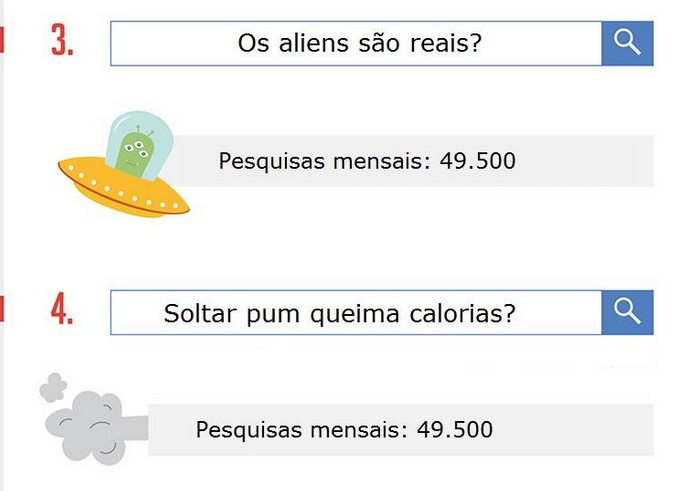 3.
Os aliens são reais?
Pesquisas mensais: 49.500
4.
Soltar pum queima calorias?
Pesquisas mensais: 49.500